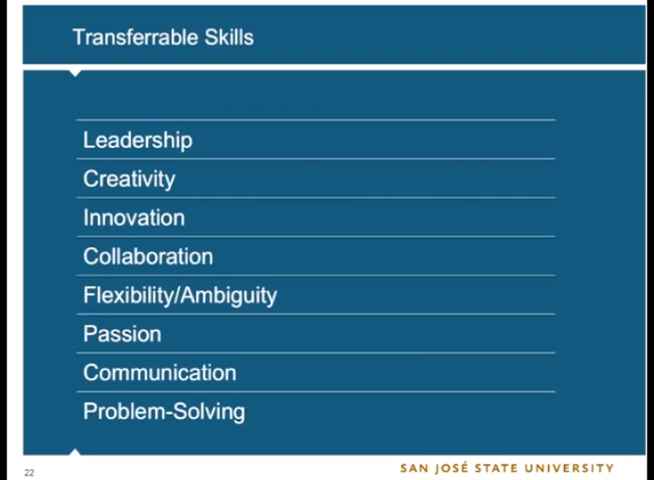 Transferrable Skills
Leadership
Creativity
Innovation
Collaboration
Flexibility/Ambiguity
Passion
Communication
Problem-Solving
22
SAN JOSÉ STATE UNIVERSITY